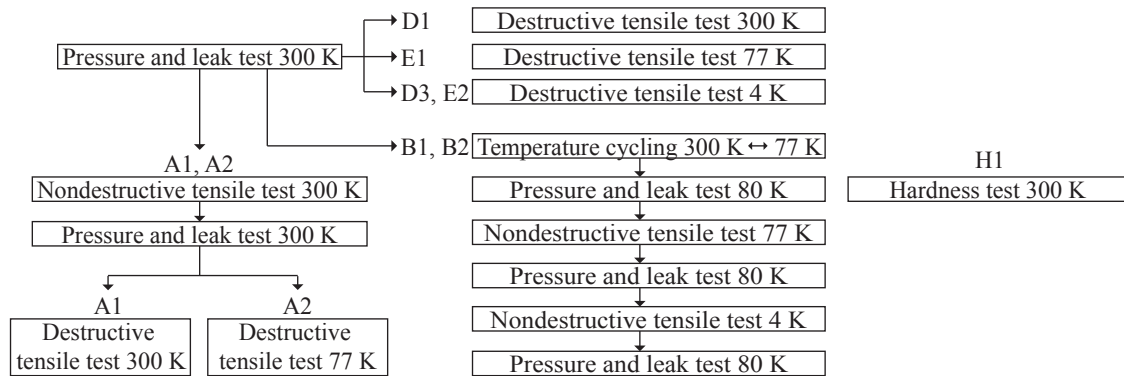 D1 Destructive tensile test 300 K
Pressure and leak test 300 K E1 Destructive tensile test 77 K
D3, E2 Destructive tensile test 4 K
B1, B2 Temperature cycling 300 K ↔ 77 K
A1, A2
H1
Nondestructive tensile test 300 K
Pressure and leak test 80 K
Hardness test 300 K
Pressure and leak test 300 K
Nondestructive tensile test 77 K
Pressure and leak test 80 K
A1
A2
Destructive
tensile test 300 K
Destructive
tensile test 77 K
Nondestructive tensile test 4 K
Pressure and leak test 80 K